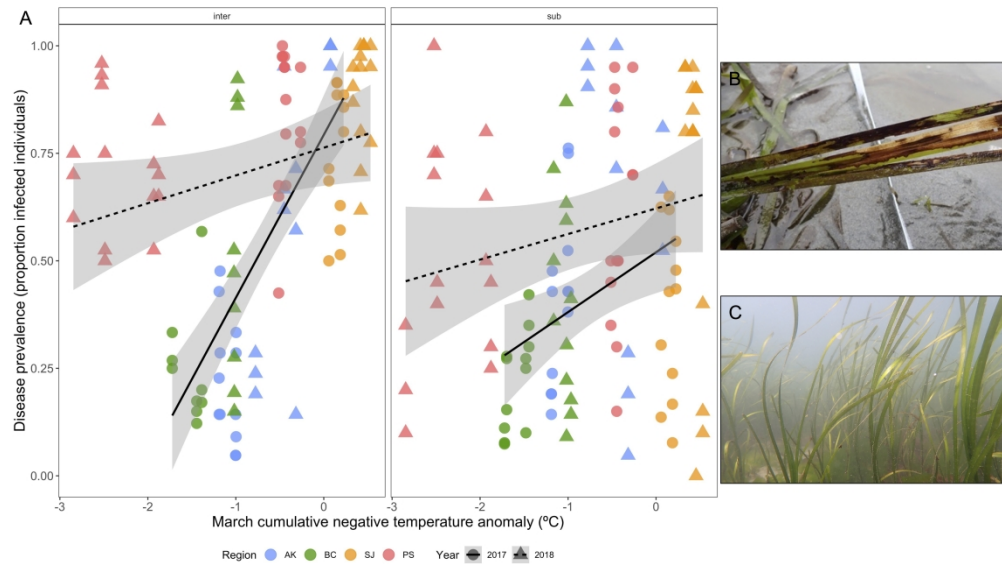 A
inter
sub
Disease prevalence (proportion infected individuals)
1.00
0.75
0.50
0.25
0.00
-3 -2 -1 0 -3 -2 -1 0
March cumulative negative temperature anomaly (ºC)
Region AK BC SJ PS Year 2017 2018
B
C